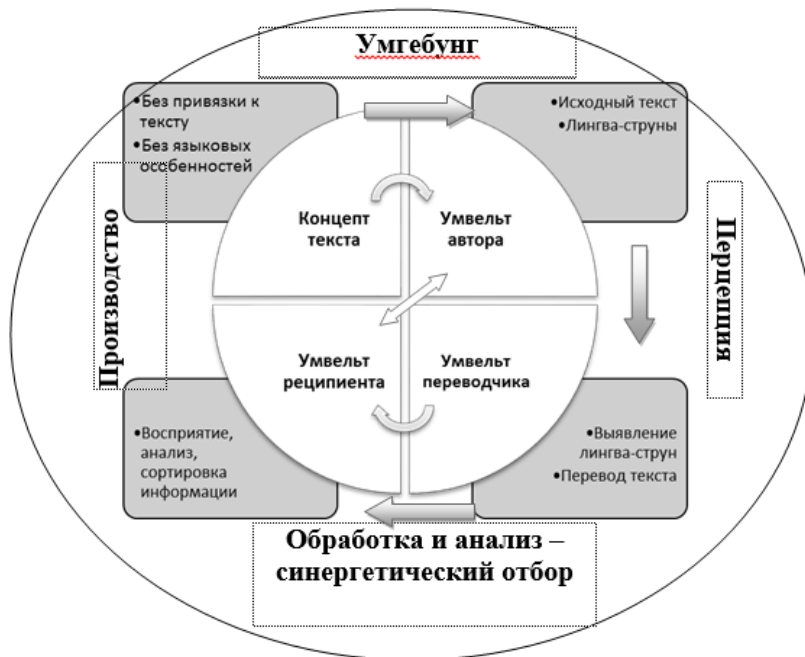 Умгебунг
•Без привязки к
тексту
•Без языковых
особенностей
•Исходный текст
•Лингва-струны
Концепт
текста
Умвельт
автора
Производство
Перцепция
Умвельт
реципиента
Умвельт
переводчика
•Восприятие,
анализ,
сортировка
информации
•Выявление
лингва-струн
•Перевод текста
Обработка и анализ –
синергетический отбор